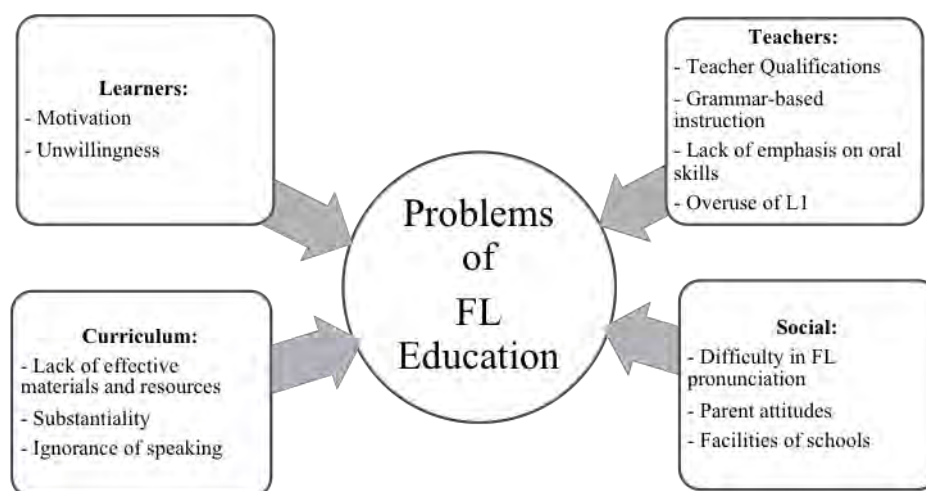 Learners:
- Motivation
- Unwillingness
Teachers:
- Teacher Qualifications
- Grammar-based
instruction
- Lack of emphasis on oral
skills
- Overuse of L1
Problems
of
FL
Education
Curriculum:
- Lack of effective
materials and resources
- Substantiality
- Ignorance of speaking
Social:
- Difficulty in FL
pronunciation
- Parent attitudes
- Facilities of schools